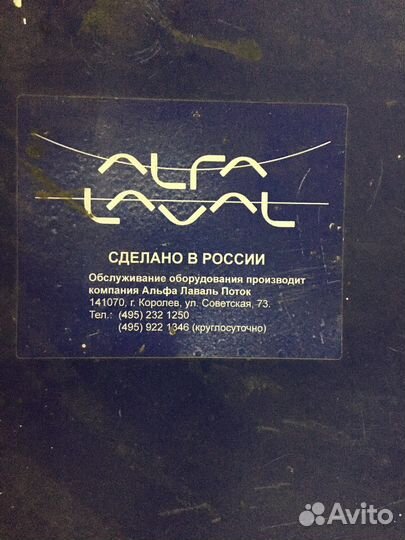 ALFA
LAVAL
СДЕЛАНО В РОССИИ
Обслуживание оборудования производит
компания Альфа Лаваль Поток
141070, г. Королев, ул. Советская, 73.
Тел.: (495) 232 1250
(495) 922 1346 (круглосуточно)
Avito